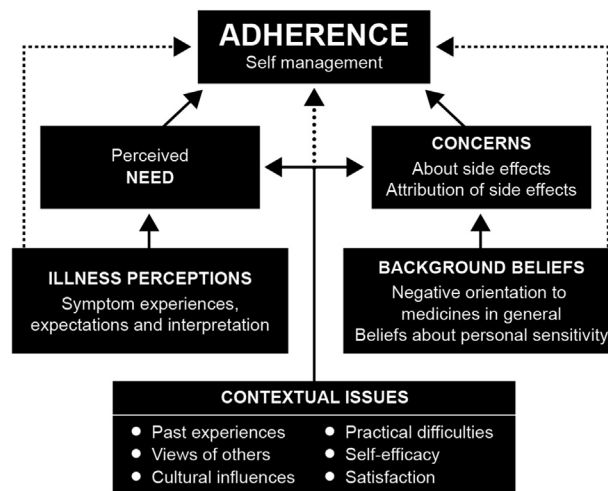 ADHERENCE
Self management
Perceived
NEED
CONCERNS
About side effects
Attribution of side effects
ILLNESS PERCEPTIONS
Symptom experiences,
expectations and interpretation
BACKGROUND BELIEFS
Negative orientation to
medicines in general
Beliefs about personal sensitivity
CONTEXTUAL ISSUES
● Past experiences
● Views of others
● Cultural influences
● Practical difficulties
● Self-efficacy
● Satisfaction